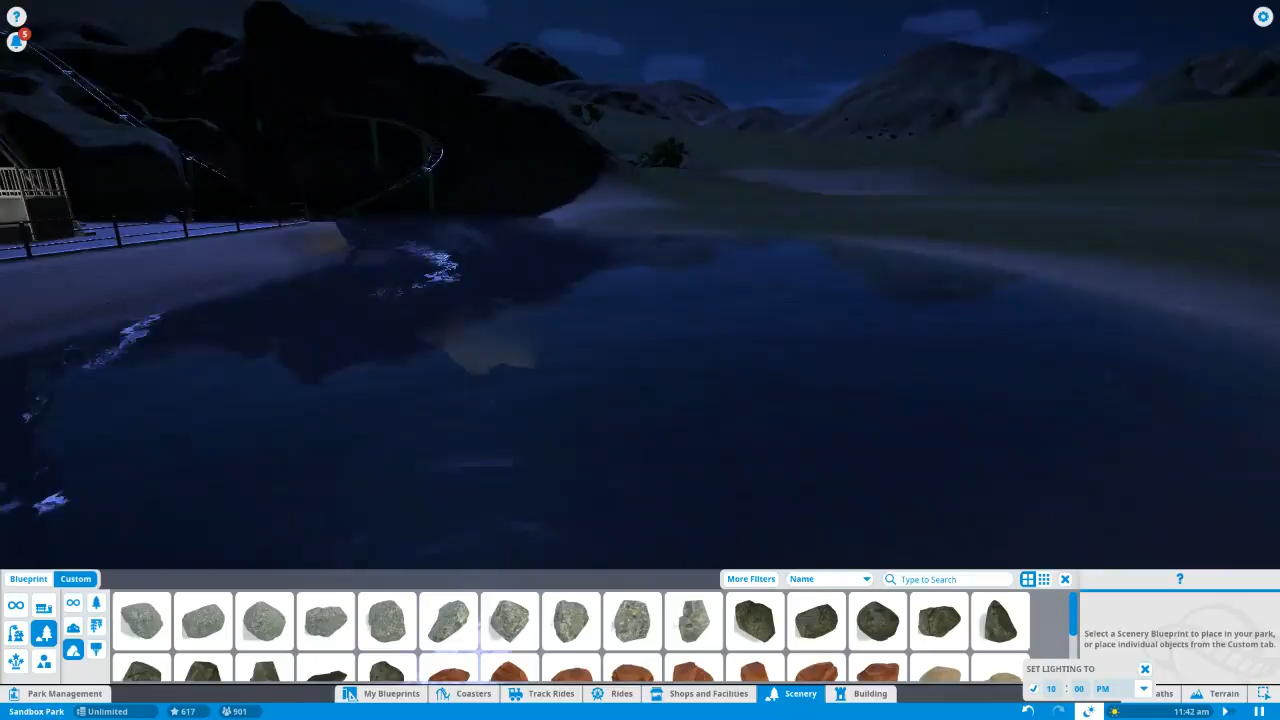 ?
5
Blueprint
Custom
More Filters
Name
Type to Search
?
Select a Scenery Blueprint to place in your park,
or place individual objects from the Custom tab.
SET LIGHTING TO
10 : 00 PM
Park Management
My Blueprints
Coasters
Track Rides
Rides
Shops and Facilities
Scenery
Building
aths
Terrain
Sandbox Park
Unlimited
617
901
11:42 am